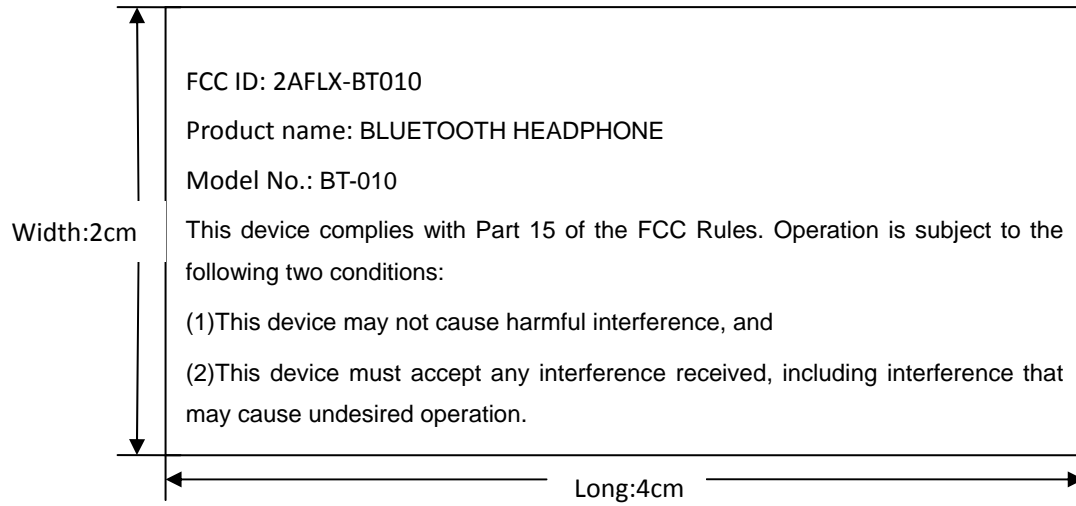 FCC ID: 2AFLX-BT010
Product name: BLUETOOTH HEADPHONE
Model No.: BT-010
Width:2cm
This device complies with Part 15 of the FCC Rules. Operation is subject to the
following two conditions:
(1)This device may not cause harmful interference, and
(2)This device must accept any interference received, including interference that
may cause undesired operation.
Long:4cm